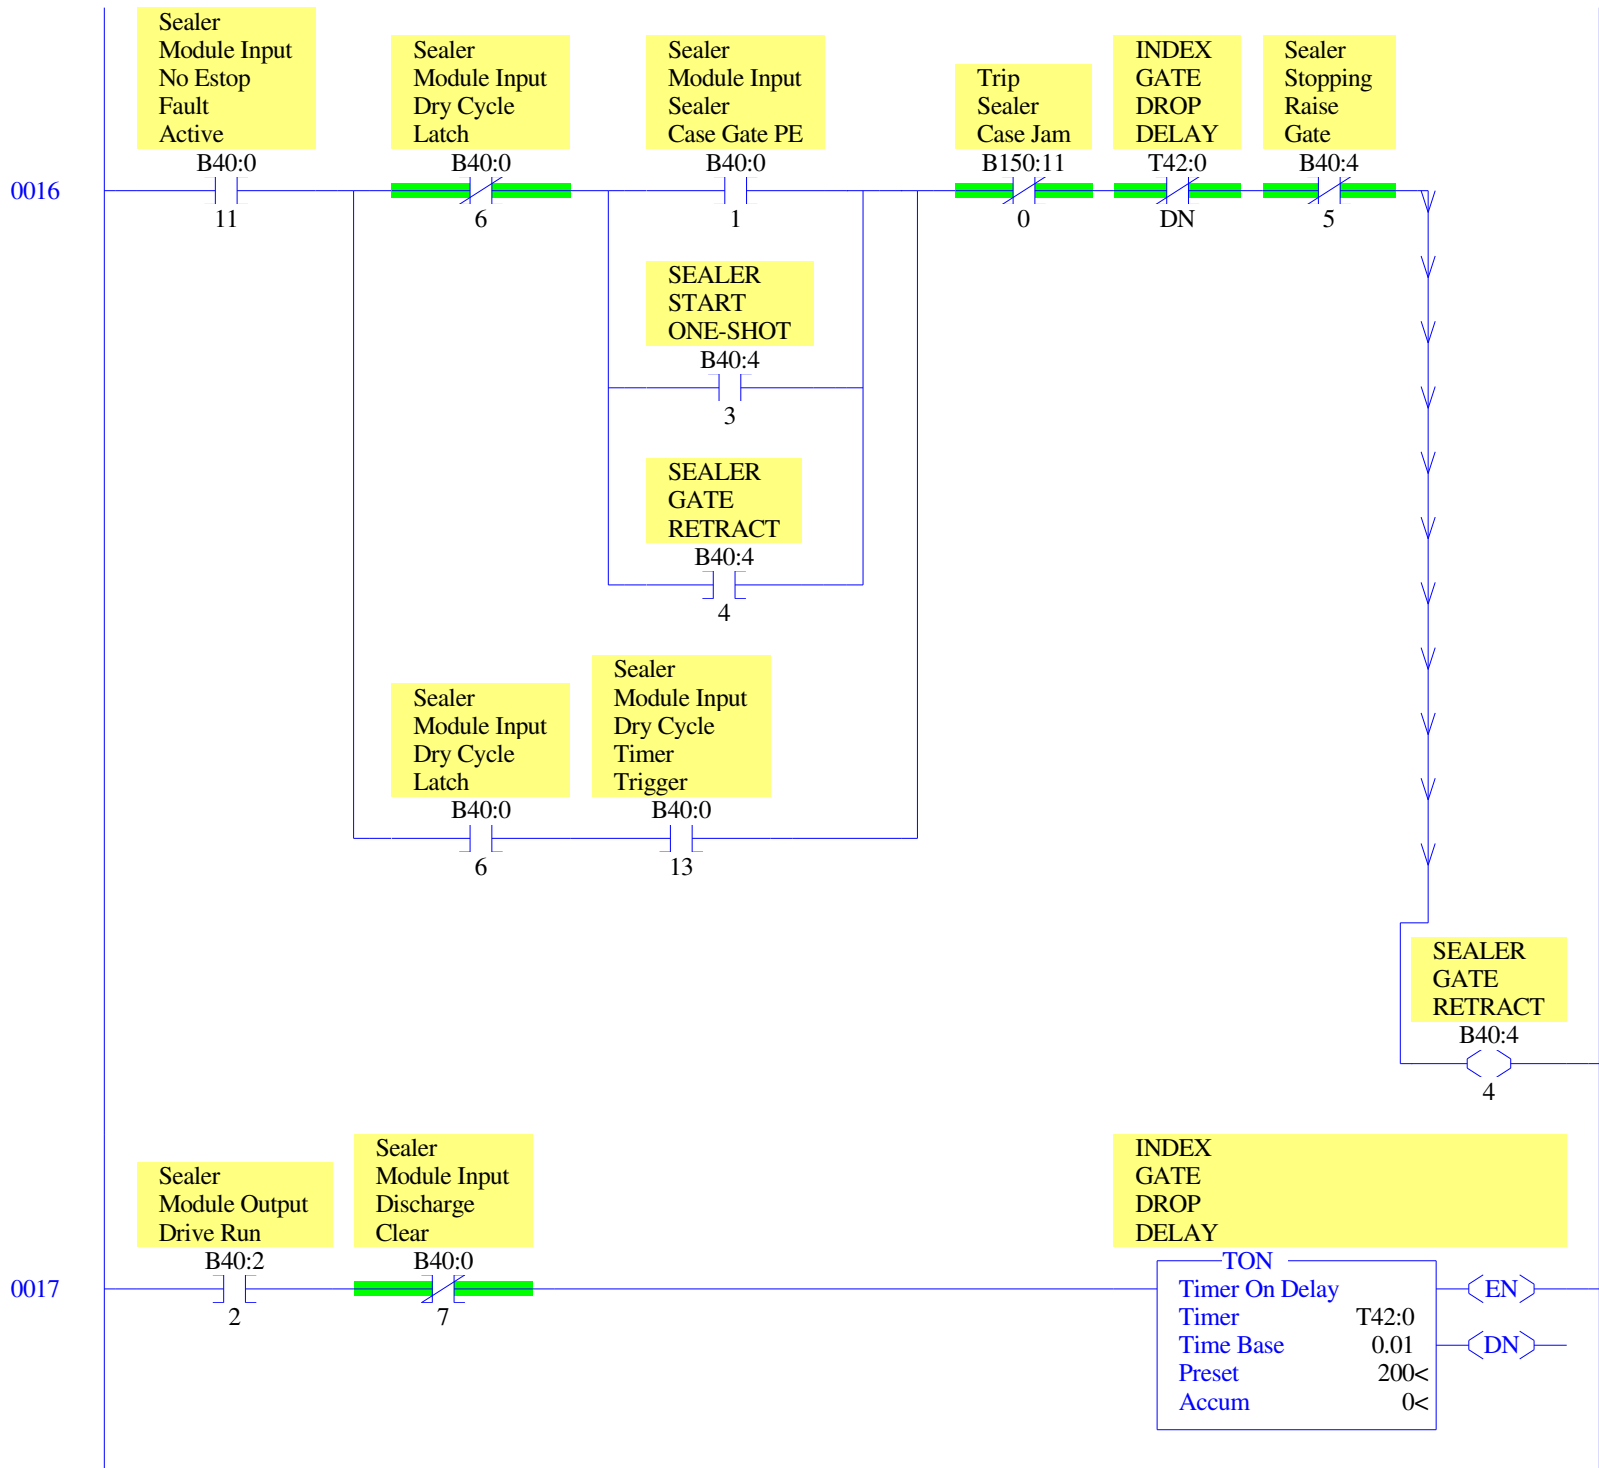 Sealer
Module Input
No Estop
Fault
Active
B40:0
11
Sealer
Module Input
Dry Cycle
Latch
B40:0
6
Sealer
Module Input
Sealer
Case Gate PE
B40:0
1
Trip
Sealer
Case Jam
B150:11
0
INDEX
GATE
DROP
DELAY
T42:0
DN
Sealer
Stopping
Raise
Gate
B40:4
5
0016
SEALER
START
ONE-SHOT
B40:4
3
SEALER
GATE
RETRACT
B40:4
4
Sealer
Module Input
Dry Cycle
Latch
B40:0
6
Sealer
Module Input
Dry Cycle
Timer
Trigger
B40:0
13
SEALER
GATE
RETRACT
B40:4
4
0017
Sealer
Module Output
Drive Run
B40:2
2
Sealer
Module Input
Discharge
Clear
B40:0
7
INDEX
GATE
DROP
DELAY
TON
Timer On Delay
Timer T42:0
Time Base 0.01
Preset 200<
Accum 0<
EN
DN